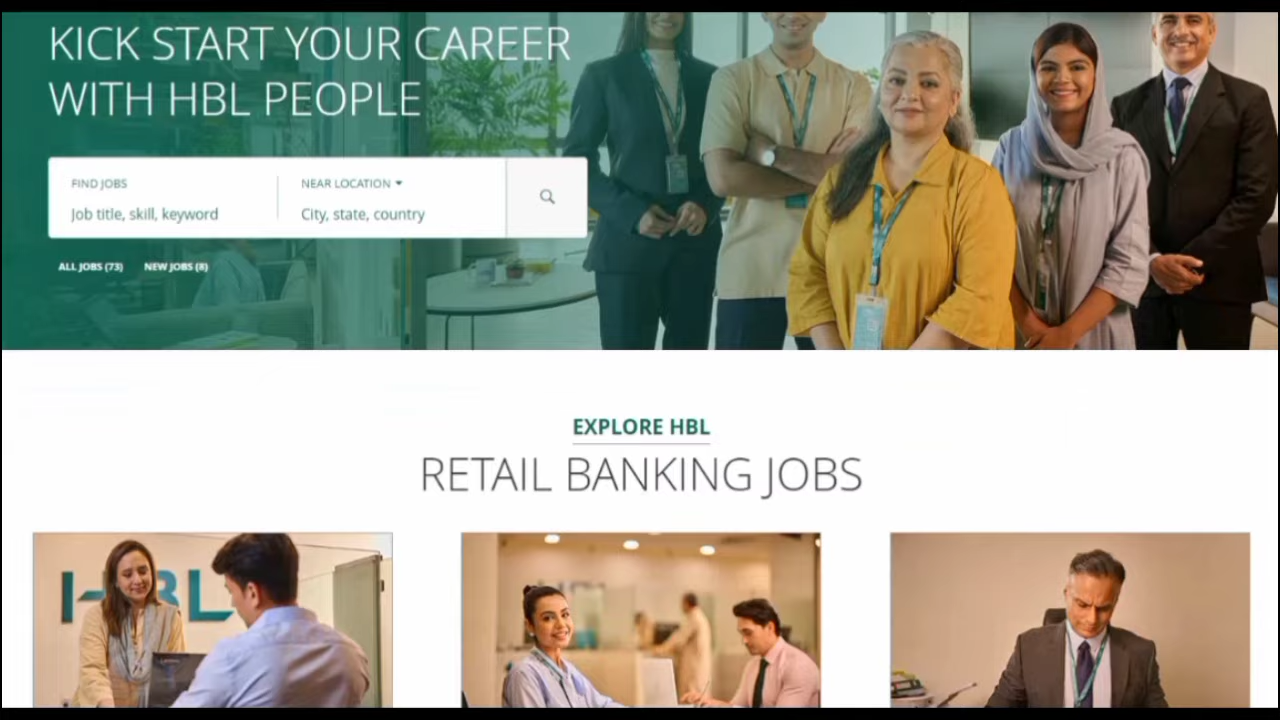 KICK START YOUR CAREER
WITH HBL PEOPLE
FIND JOBS
NEAR LOCATION
Job title, skill, keyword
City, state, country
ALL JOBS (73)
NEW JOBS (8)
EXPLORE HBL
RETAIL BANKING JOBS
HBL